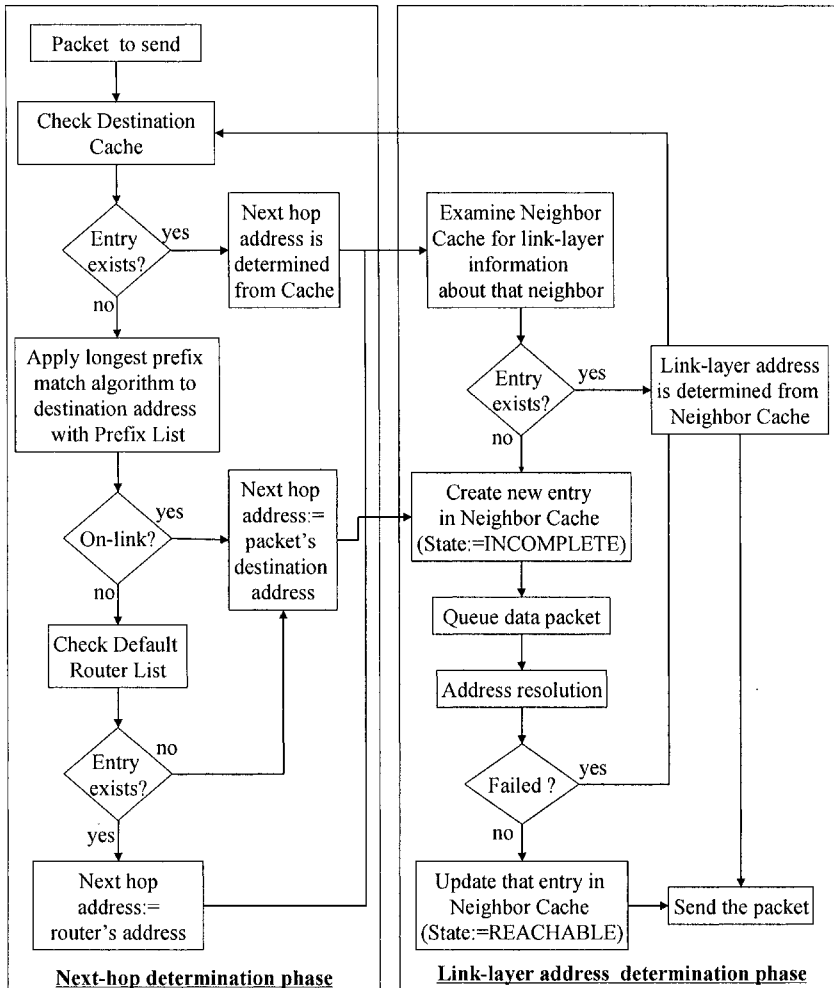 Packet to send
Check Destination
Cache
Entry
exists?
yes
no
Next hop
address is
determined
from Cache
Apply longest prefix
match algorithm to
destination address
with Prefix List
On-link?
yes
no
Next hop
address:=
packet's
destination
address
Check Default
Router List
Entry
exists?
no
yes
Next hop
address:=
router's address
Next-hop determination phase
Examine Neighbor
Cache for link-layer
information
about that neighbor
Entry
exists?
yes
no
Link-layer address
is determined from
Neighbor Cache
Create new entry
in Neighbor Cache
(State:=INCOMPLETE)
Queue data packet
Address resolution
Failed ?
yes
no
Update that entry in
Neighbor Cache
(State:=REACHABLE)
Send the packet
Link-layer address determination phase